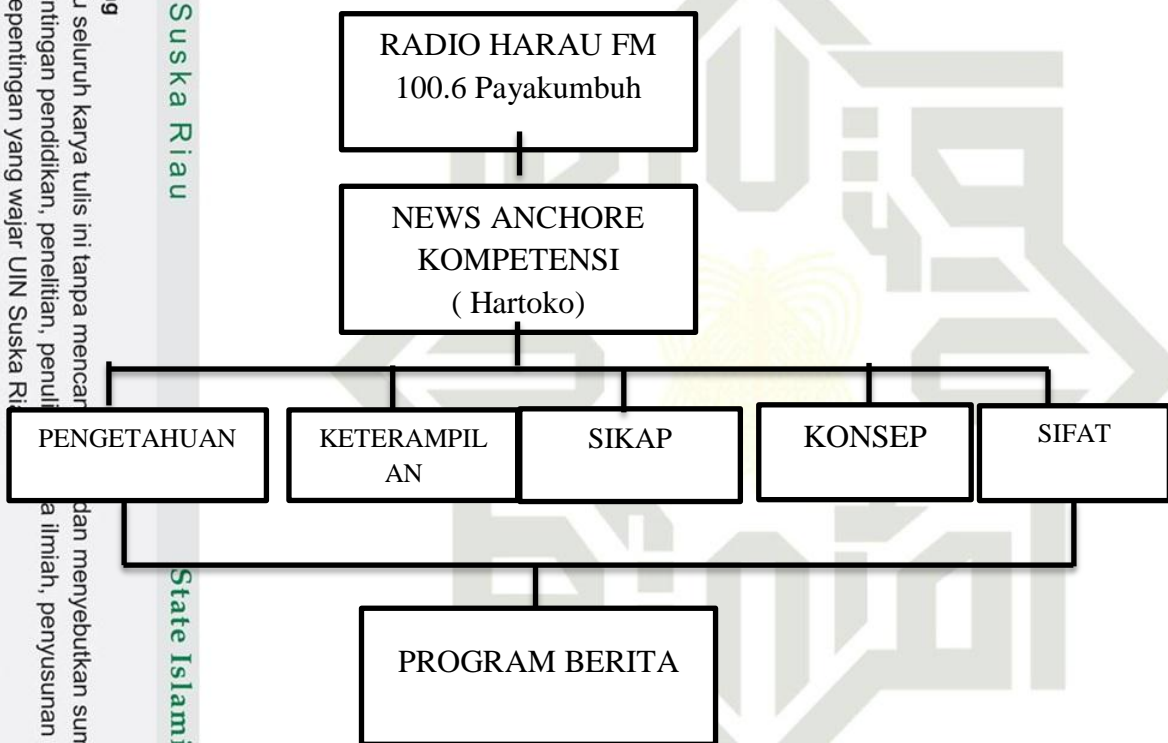 RADIO HARAU FM
100.6 Payakumbuh
NEWS ANCHORE
KOMPETENSI
( Hartoko)
PENGETAHUAN
KETERAMPIL
AN
SIKAP
KONSEP
SIFAT
PROGRAM BERITA
Suska Riau
State Islami
u seluruh karya tulis ini tanpa mencan
dan menyebutkan sum
ntingan pendidikan, penelitian, penuli
a ilmiah, penyusunan
epentingan yang wajar UIN Suska Ri